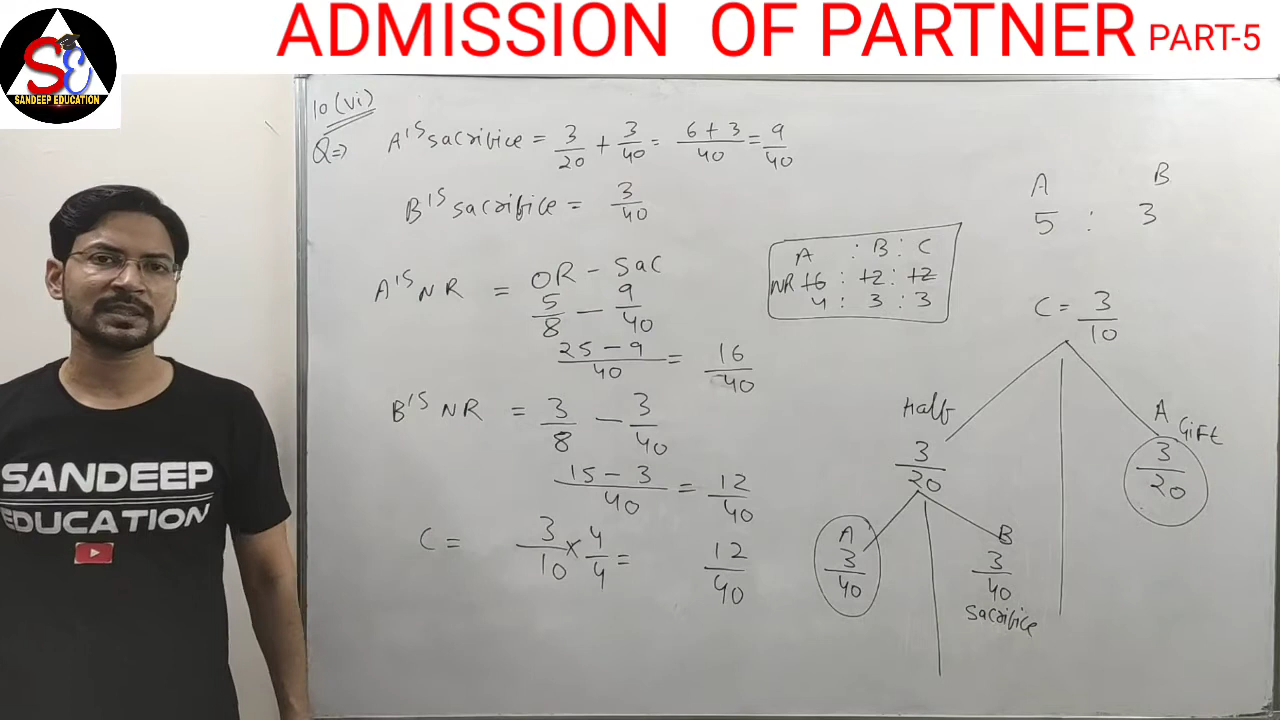 ADMISSION OF PARTNER PART-5
SE
SANDEEP EDUCATION
10 (vi)
Q⇒ A'S sacrifice = 3/20 + 3/40 = 6+3/40 = 9/40
B'S sacrifice = 3/40
A'S NR = OR - Sac
5/8 - 9/40
25-9/40 = 16/40
B'S NR = 3/8 - 3/40
15-3/40 = 12/40
C = 3/10 × 4/4 = 12/40
A : B : C
NR 16 : 12 : 12
4 : 3 : 3
A B
5 : 3
C = 3/10
Half
3/20
A Gift
3/20
A
3/40
B
3/40
Sacrifice
SANDEEP
EDUCATION